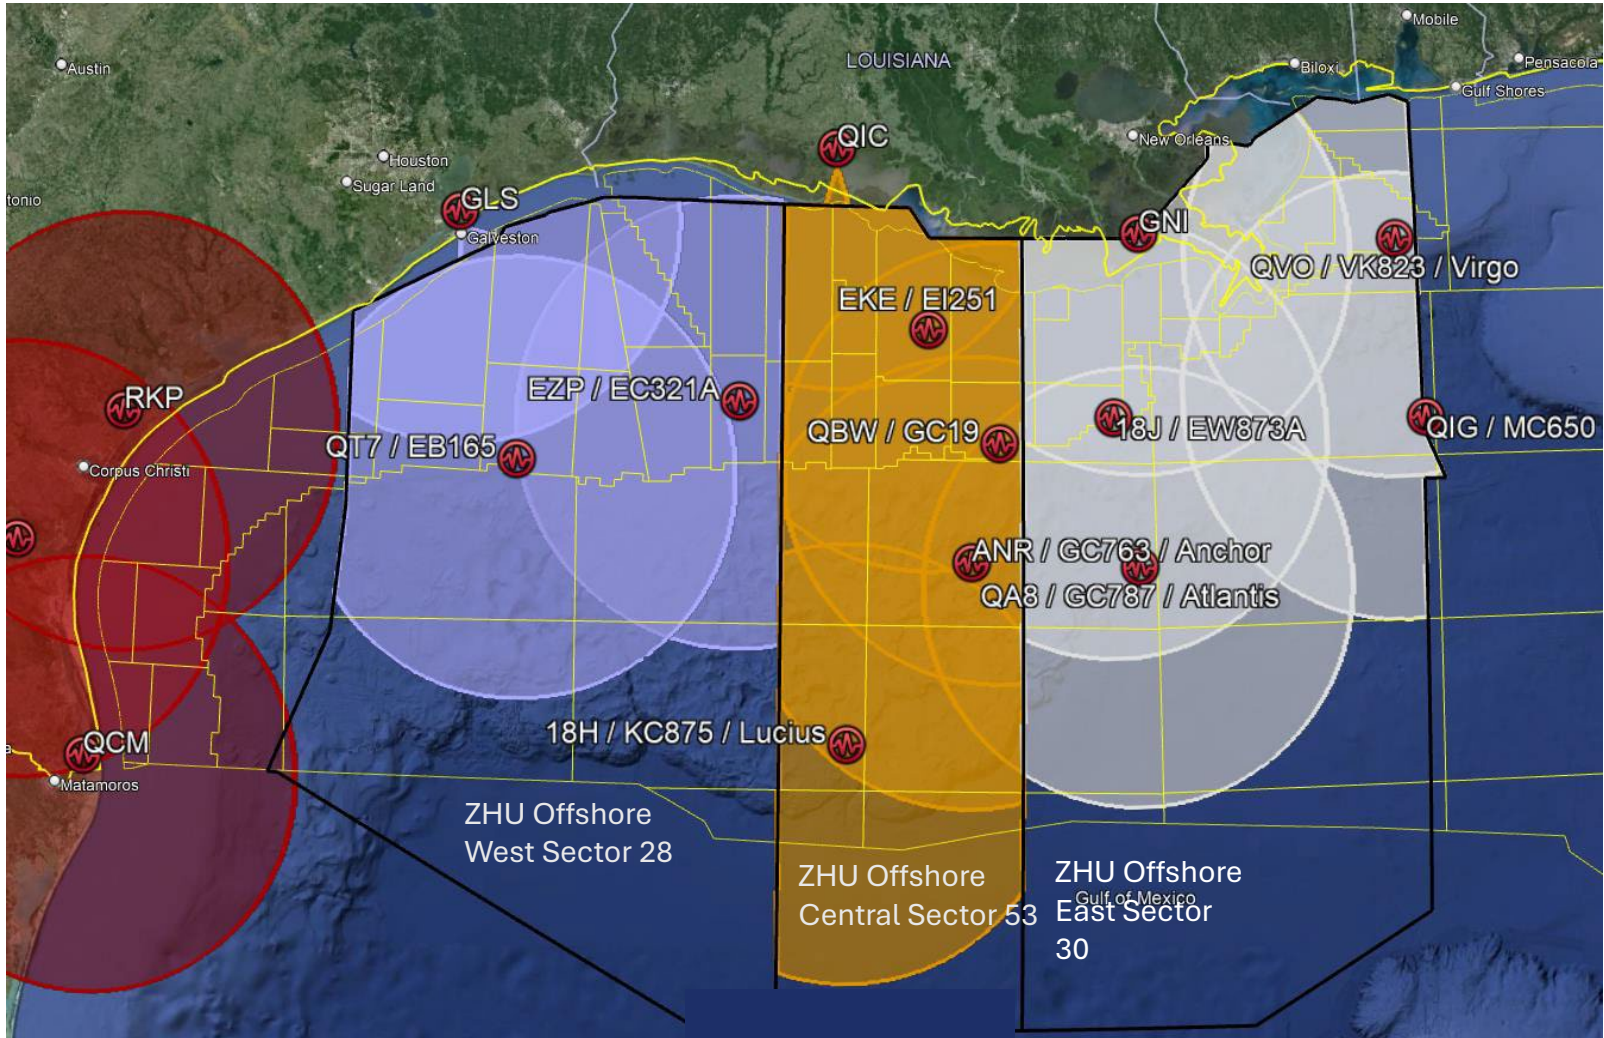 Mobile
Austin
LOUISIANA
Biloxi
Pensacola
Gulf Shores
QIC
New Orleans
Houston
Sugar Land
tonio
GLS
Galveston
GNI
QVO / VK823 / Virgo
EKE / EI251
RKP
EZP / EC321A
18J / EW873A
QIG / MC650
QBW / GC19
QT7 / EB165
Corpus Christi
ANR / GC763 / Anchor
QA8 / GC787 / Atlantis
18H / KC875 / Lucius
QCM
a
Matamoros
ZHU Offshore
West Sector 28
ZHU Offshore
Central Sector 53
ZHU Offshore
East Sector
30
Gulf of Mexico